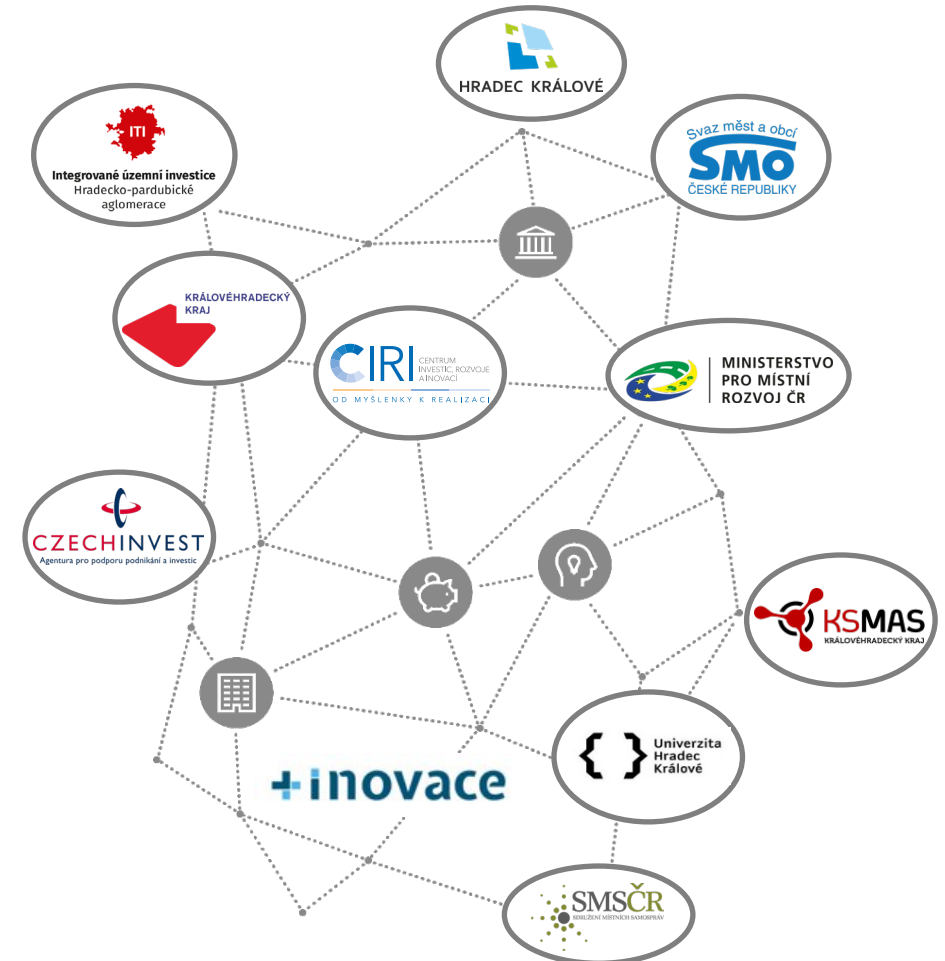 HRADEC KRÁLOVÉ
Svaz měst a obcí
SMO
ČESKÉ REPUBLIKY
ITI
Integrované územní investice
Hradecko-pardubické
aglomerace
KRÁLOVÉHRADECKÝ
KRAJ
CIRI
CENTRUM
INVESTIC, ROZVOJE
A INOVACÍ
OD MYŠLENKY K REALIZACI
MINISTERSTVO
PRO MÍSTNÍ
ROZVOJ ČR
CZECHINVEST
Agentura pro podporu podnikání a investic
KSMAS
KRÁLOVÉHRADECKÝ KRAJ
Univerzita
Hradec
Králové
+inovace
SMSČR
SDRUŽENÍ MÍSTNÍCH SAMOSPRÁV